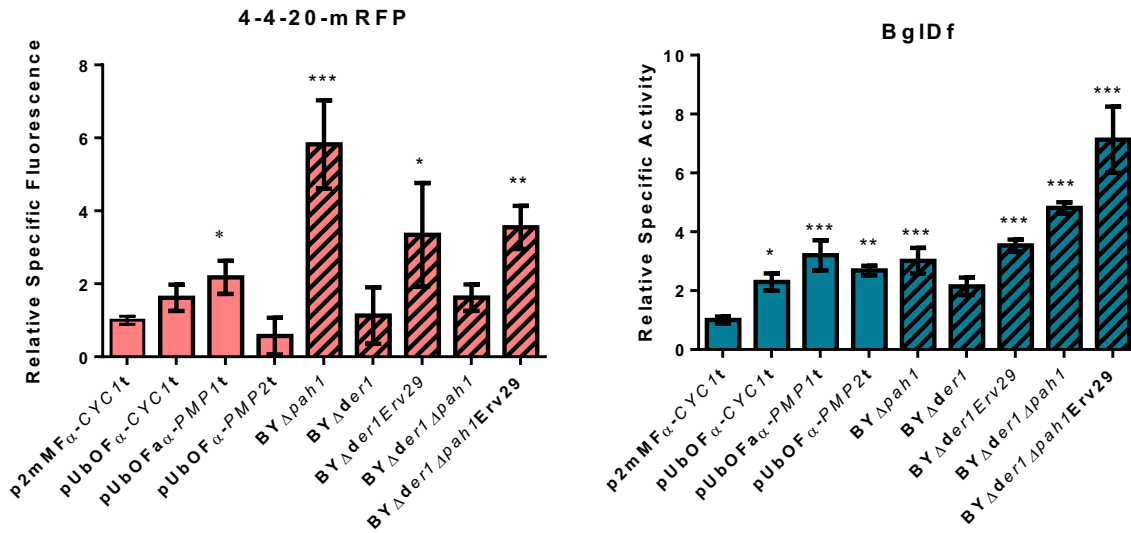 4-4-20-mRFP
Relative Specific Fluorescence
8
6
4
2
0
***
*
*
**
p2mMFα-CYC1t
pUbOFα-CYC1t
pUbOFaα-PMP1t
pUbOFα-PMP2t
BYΔpah1
BYΔder1
BYΔder1Erv29
BYΔder1Δpah1
BYΔder1Δpah1Erv29
BglDf
Relative Specific Activity
10
8
6
4
2
0
*
***
**
***
***
***
***
p2mMFα-CYC1t
pUbOFα-CYC1t
pUbOFaα-PMP1t
pUbOFα-PMP2t
BYΔpah1
BYΔder1
BYΔder1Erv29
BYΔder1Δpah1
BYΔder1Δpah1Erv29